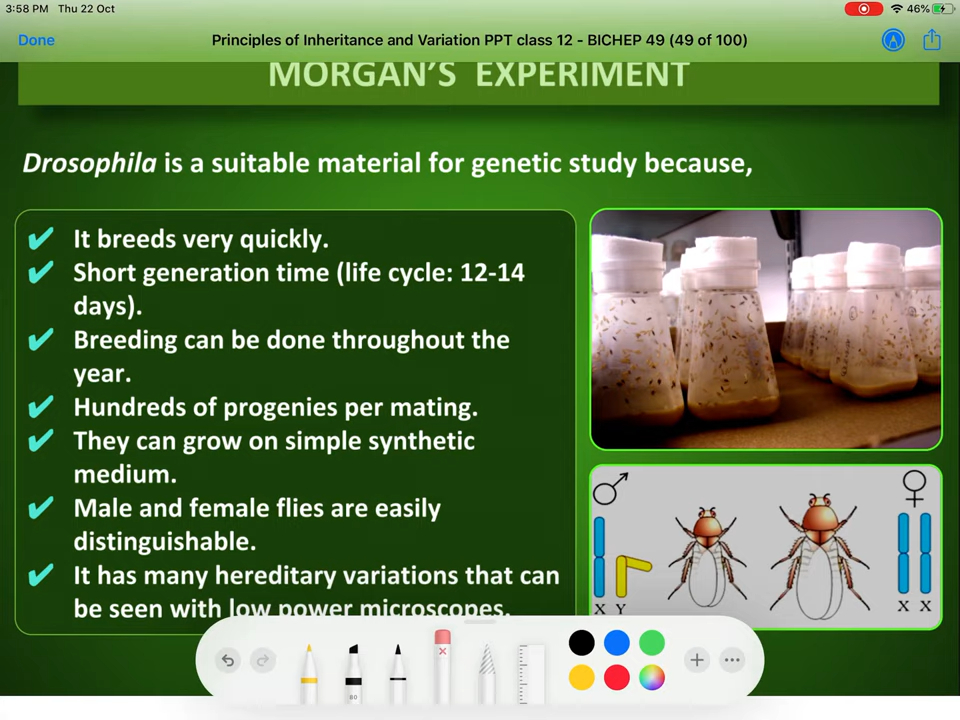 3:58 PM Thu 22 Oct
46%
Done
Principles of Inheritance and Variation PPT class 12 - BICHEP 49 (49 of 100)
MORGAN'S EXPERIMENT
Drosophila is a suitable material for genetic study because,
✔ It breeds very quickly.
✔ Short generation time (life cycle: 12-14
days).
✔ Breeding can be done throughout the
year.
✔ Hundreds of progenies per mating.
✔ They can grow on simple synthetic
medium.
✔ Male and female flies are easily
distinguishable.
✔ It has many hereditary variations that can
be seen with low power microscopes.
♂
♀
X Y
X X
80